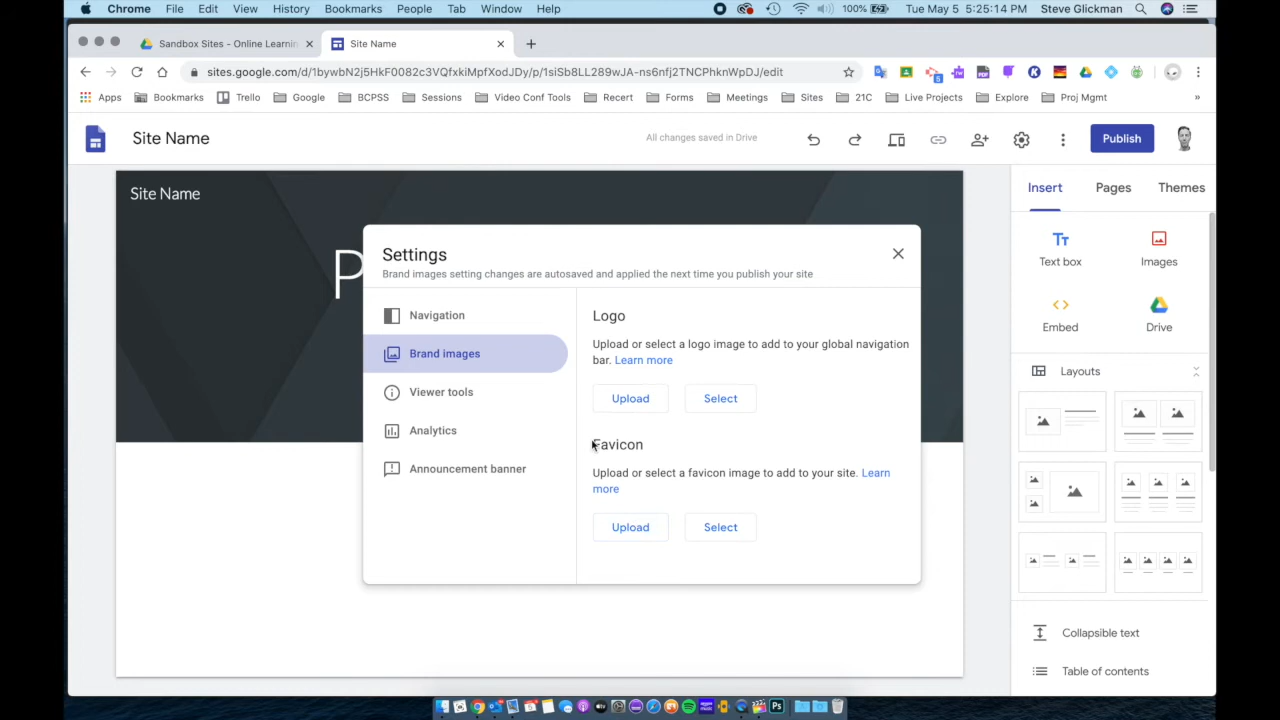 Chrome File Edit View History Bookmarks People Tab Window Help 100% Tue May 5 5:25:14 PM Steve Glickman
Sandbox Sites - Online Learnin Site Name
sites.google.com/d/1bywbN2j5HkF0082c3VQfxkiMpfXodJDy/p/1siSb8LL289wJA-ns6nfj2TNCPhknWpDJ/edit
Apps Bookmarks Trello Google BCPSS Sessions Video Conf Tools Recert Forms Meetings Sites 21C Live Projects Explore Proj Mgmt »
Site Name All changes saved in Drive Publish
Insert Pages Themes
Site Name
P
Settings
Brand images setting changes are autosaved and applied the next time you publish your site
Navigation
Brand images
Viewer tools
Analytics
Announcement banner
Logo
Upload or select a logo image to add to your global navigation
bar. Learn more
Upload Select
Favicon
Upload or select a favicon image to add to your site. Learn
more
Upload Select
Tt
Text box Images
Embed Drive
Layouts
Collapsible text
Table of contents
Ps